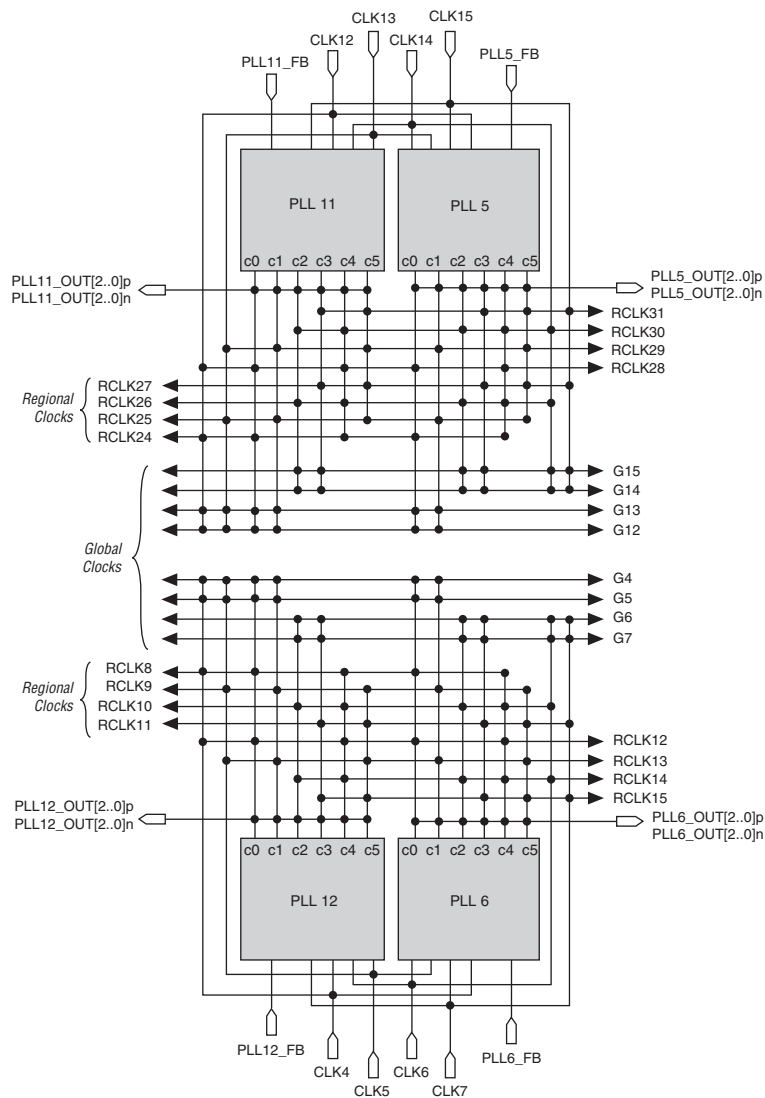 CLK13
CLK15
CLK12
CLK14
PLL11_FB
PLL5_FB
PLL 11
PLL 5
c0 c1 c2 c3 c4 c5
c0 c1 c2 c3 c4 c5
PLL11_OUT[2..0]p
PLL11_OUT[2..0]n
PLL5_OUT[2..0]p
PLL5_OUT[2..0]n
RCLK31
RCLK30
RCLK29
RCLK28
Regional
Clocks
RCLK27
RCLK26
RCLK25
RCLK24
G15
G14
G13
G12
Global
Clocks
G4
G5
G6
G7
Regional
Clocks
RCLK8
RCLK9
RCLK10
RCLK11
RCLK12
RCLK13
RCLK14
RCLK15
PLL12_OUT[2..0]p
PLL12_OUT[2..0]n
PLL6_OUT[2..0]p
PLL6_OUT[2..0]n
c0 c1 c2 c3 c4 c5
c0 c1 c2 c3 c4 c5
PLL 12
PLL 6
PLL12_FB
PLL6_FB
CLK4
CLK6
CLK5
CLK7